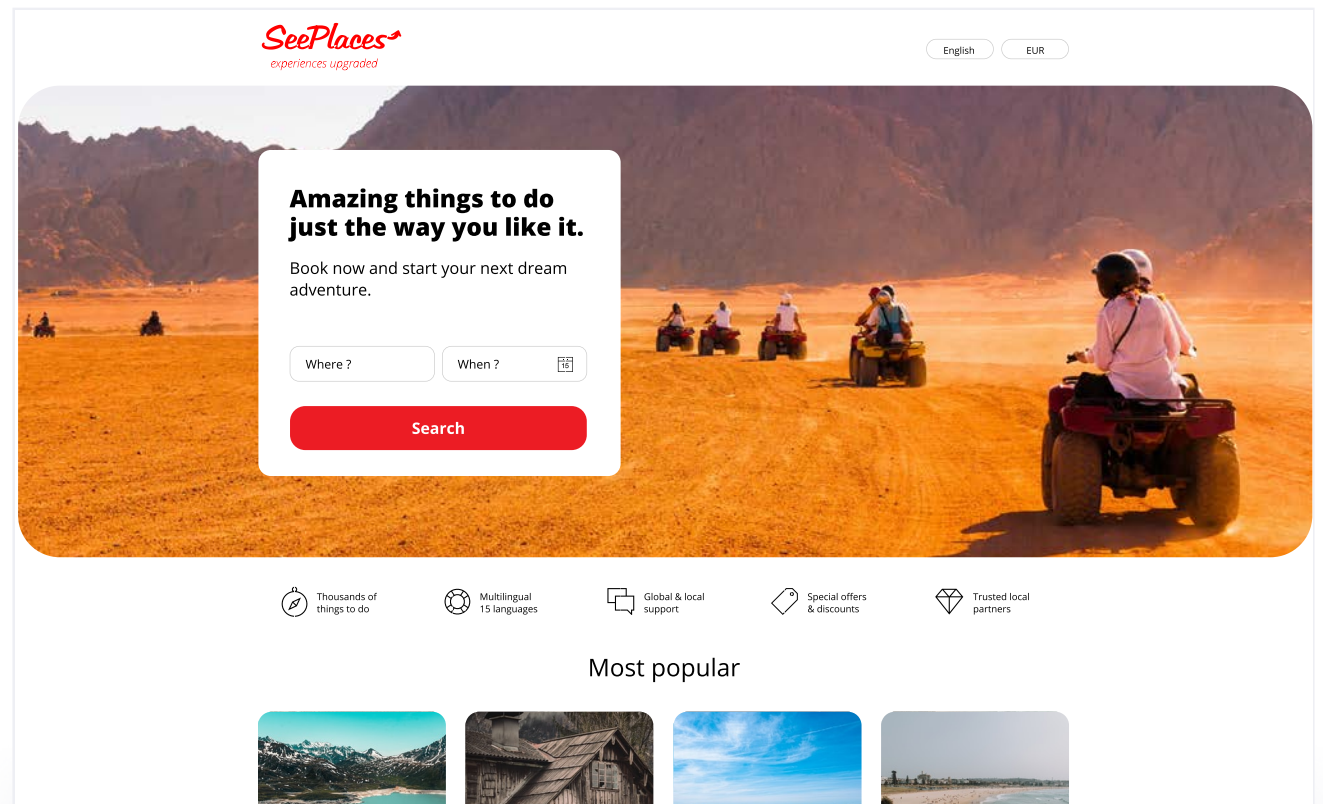 SeePlaces
experiences upgraded
English
EUR
Amazing things to do
just the way you like it.
Book now and start your next dream
adventure.
Where ?
When ?
16
Search
Thousands of
things to do
Multilingual
15 languages
Global & local
support
Special offers
& discounts
Trusted local
partners
Most popular